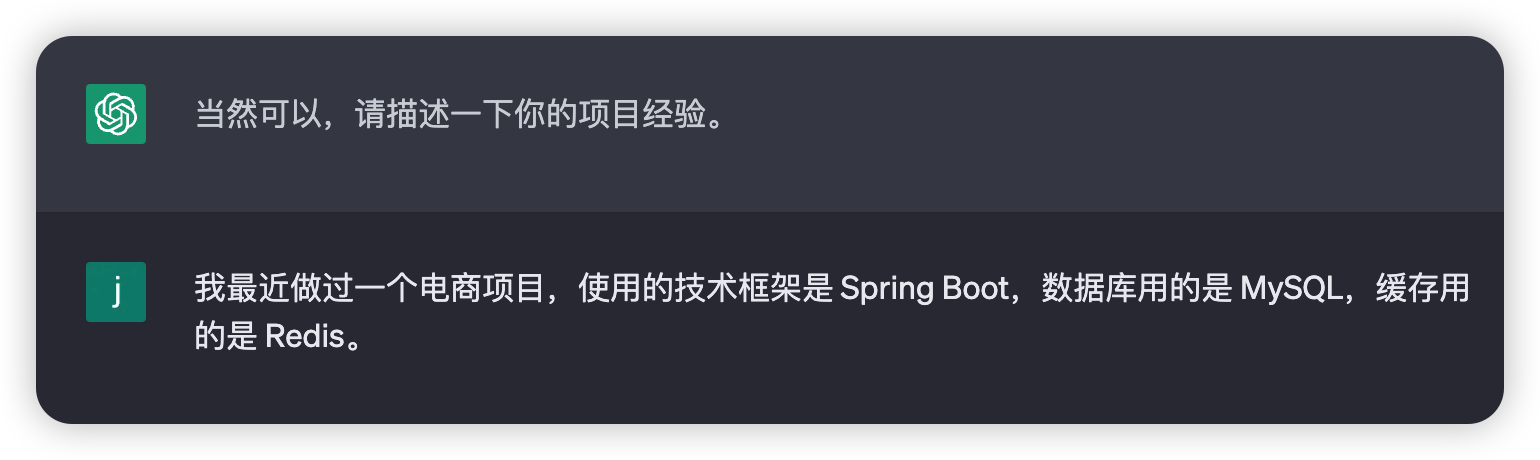 当然可以，请描述一下你的项目经验。
j
我最近做过一个电商项目，使用的技术框架是 Spring Boot，数据库用的是 MySQL，缓存用
的是 Redis。